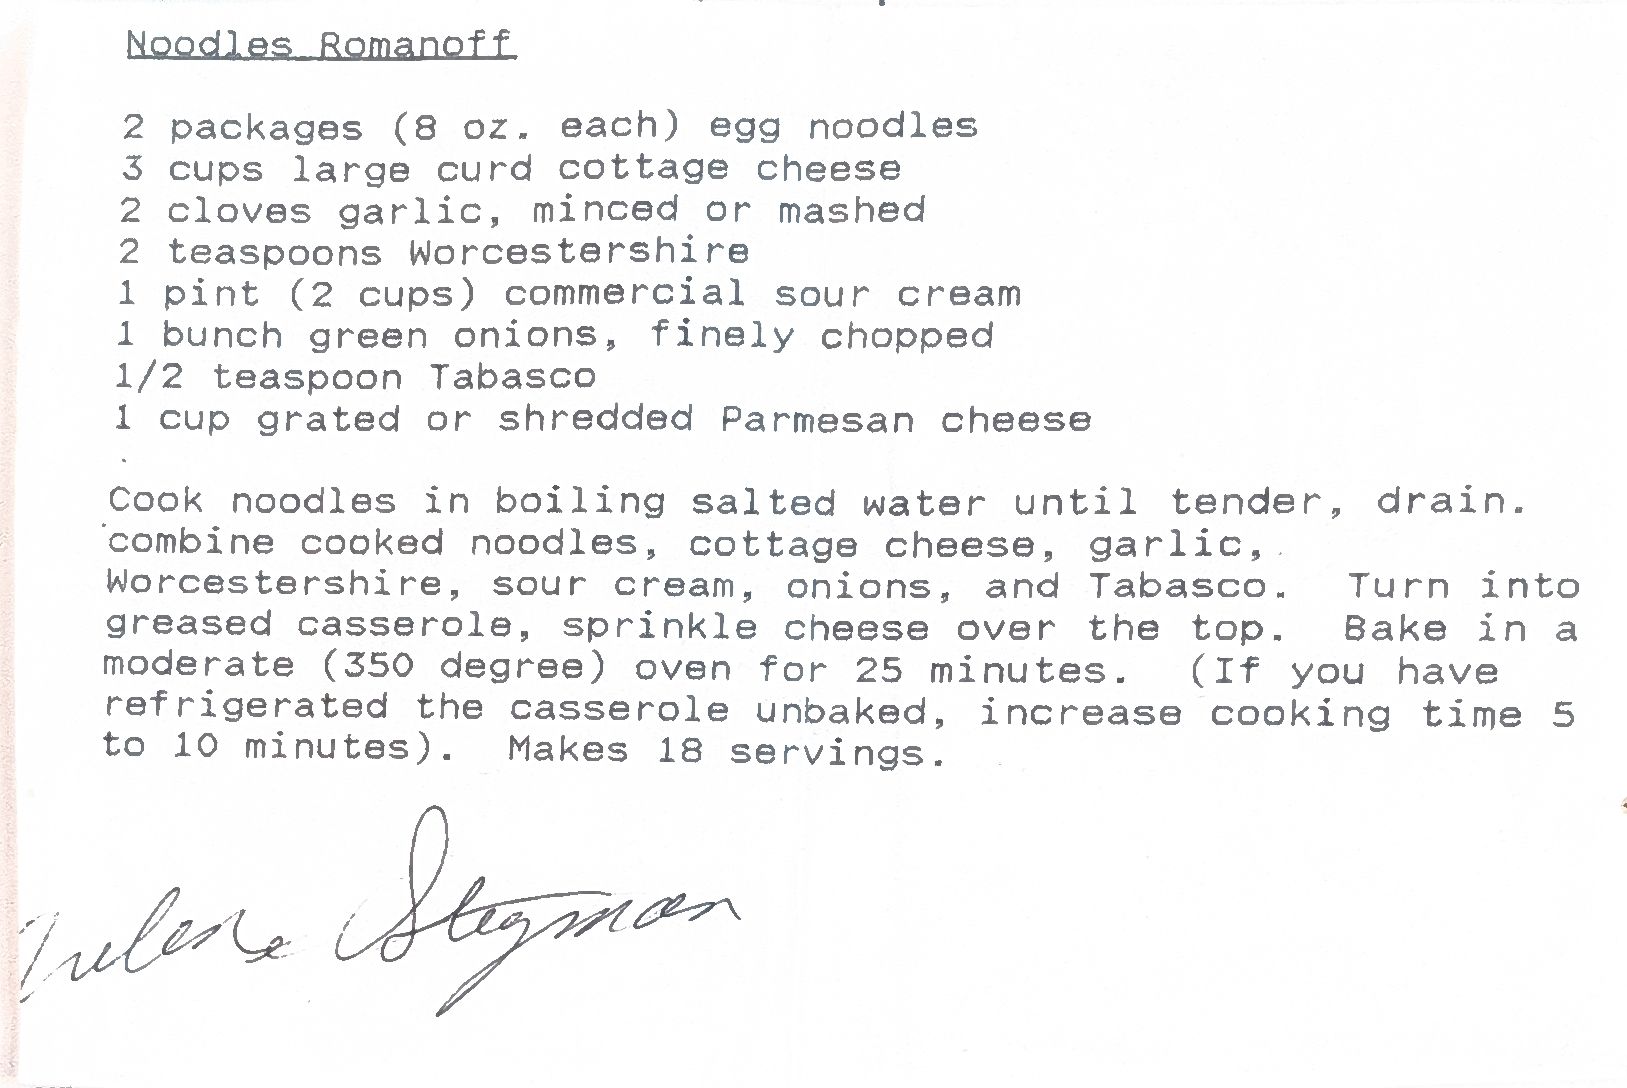 Noodles Romanoff
2 packages (8 oz. each) egg noodles
3 cups large curd cottage cheese
2 cloves garlic, minced or mashed
2 teaspoons Worcestershire
1 pint (2 cups) commercial sour cream
1 bunch green onions, finely chopped
1/2 teaspoon Tabasco
1 cup grated or shredded Parmesan cheese
Cook noodles in boiling salted water until tender, drain.
combine cooked noodles, cottage cheese, garlic,
Worcestershire, sour cream, onions, and Tabasco. Turn into
greased casserole, sprinkle cheese over the top. Bake in a
moderate (350 degree) oven for 25 minutes. (If you have
refrigerated the casserole unbaked, increase cooking time 5
to 10 minutes). Makes 18 servings.
Stegman